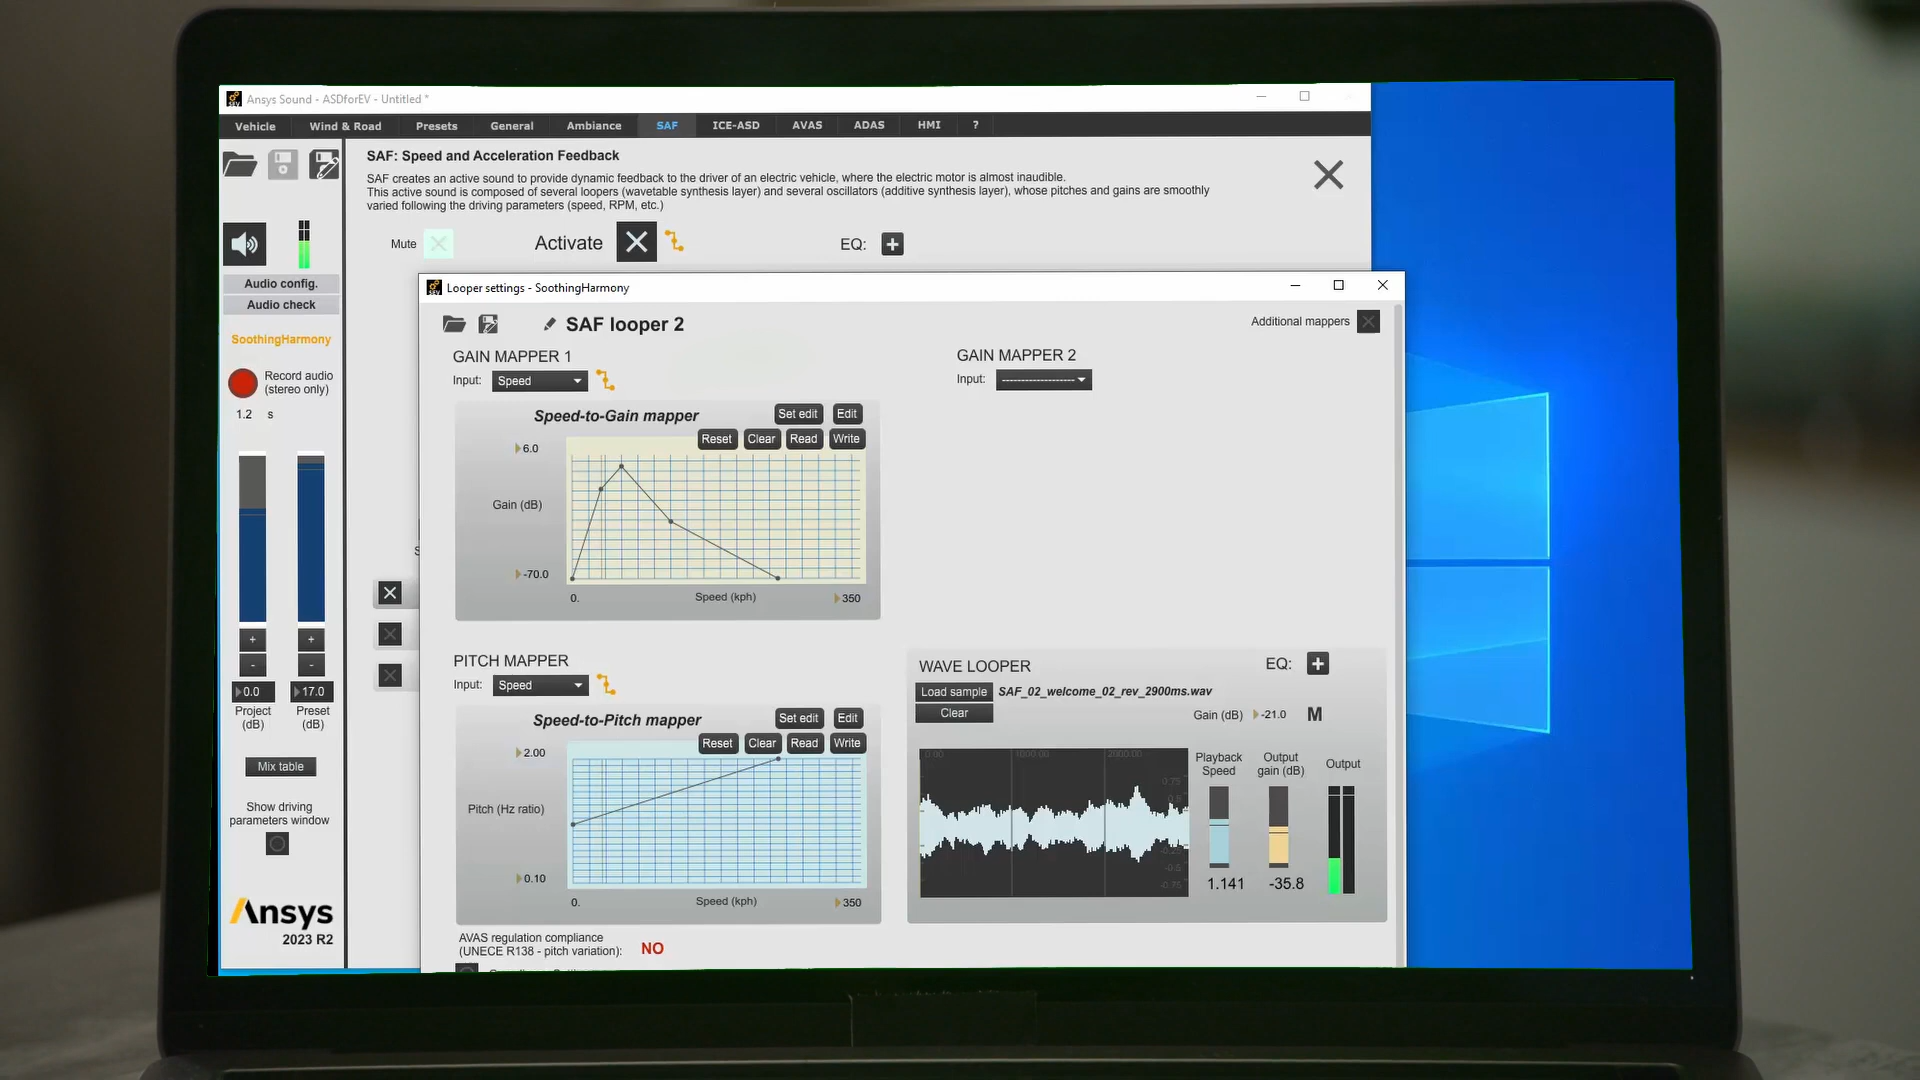 Ansys Sound - ASDforEV - Untitled *
Vehicle Wind & Road Presets General Ambiance SAF ICE-ASD AVAS ADAS HMI ?
SAF: Speed and Acceleration Feedback
SAF creates an active sound to provide dynamic feedback to the driver of an electric vehicle, where the electric motor is almost inaudible.
This active sound is composed of several loopers (wavetable synthesis layer) and several oscillators (additive synthesis layer), whose pitches and gains are smoothly
varied following the driving parameters (speed, RPM, etc.)
Mute Activate EQ:
Audio config.
Audio check
SoothingHarmony
Record audio
(stereo only)
1.2 s
+ +
- -
0.0 17.0
Project Preset
(dB) (dB)
Mix table
Show driving
parameters window
Ansys
2023 R2
Looper settings - SoothingHarmony
SAF looper 2
Additional mappers
GAIN MAPPER 1
Input: Speed
Speed-to-Gain mapper
Set edit Edit
Reset Clear Read Write
6.0
Gain (dB)
-70.0
0. Speed (kph) 350
GAIN MAPPER 2
Input: -------------------
PITCH MAPPER
Input: Speed
Speed-to-Pitch mapper
Set edit Edit
Reset Clear Read Write
2.00
Pitch (Hz ratio)
0.10
0. Speed (kph) 350
AVAS regulation compliance
(UNECE R138 - pitch variation): NO
WAVE LOOPER EQ:
Load sample SAF_02_welcome_02_rev_2900ms.wav
Clear
Gain (dB) -21.0 M
Playback
Speed
Output
gain (dB)
Output
1.141 -35.8